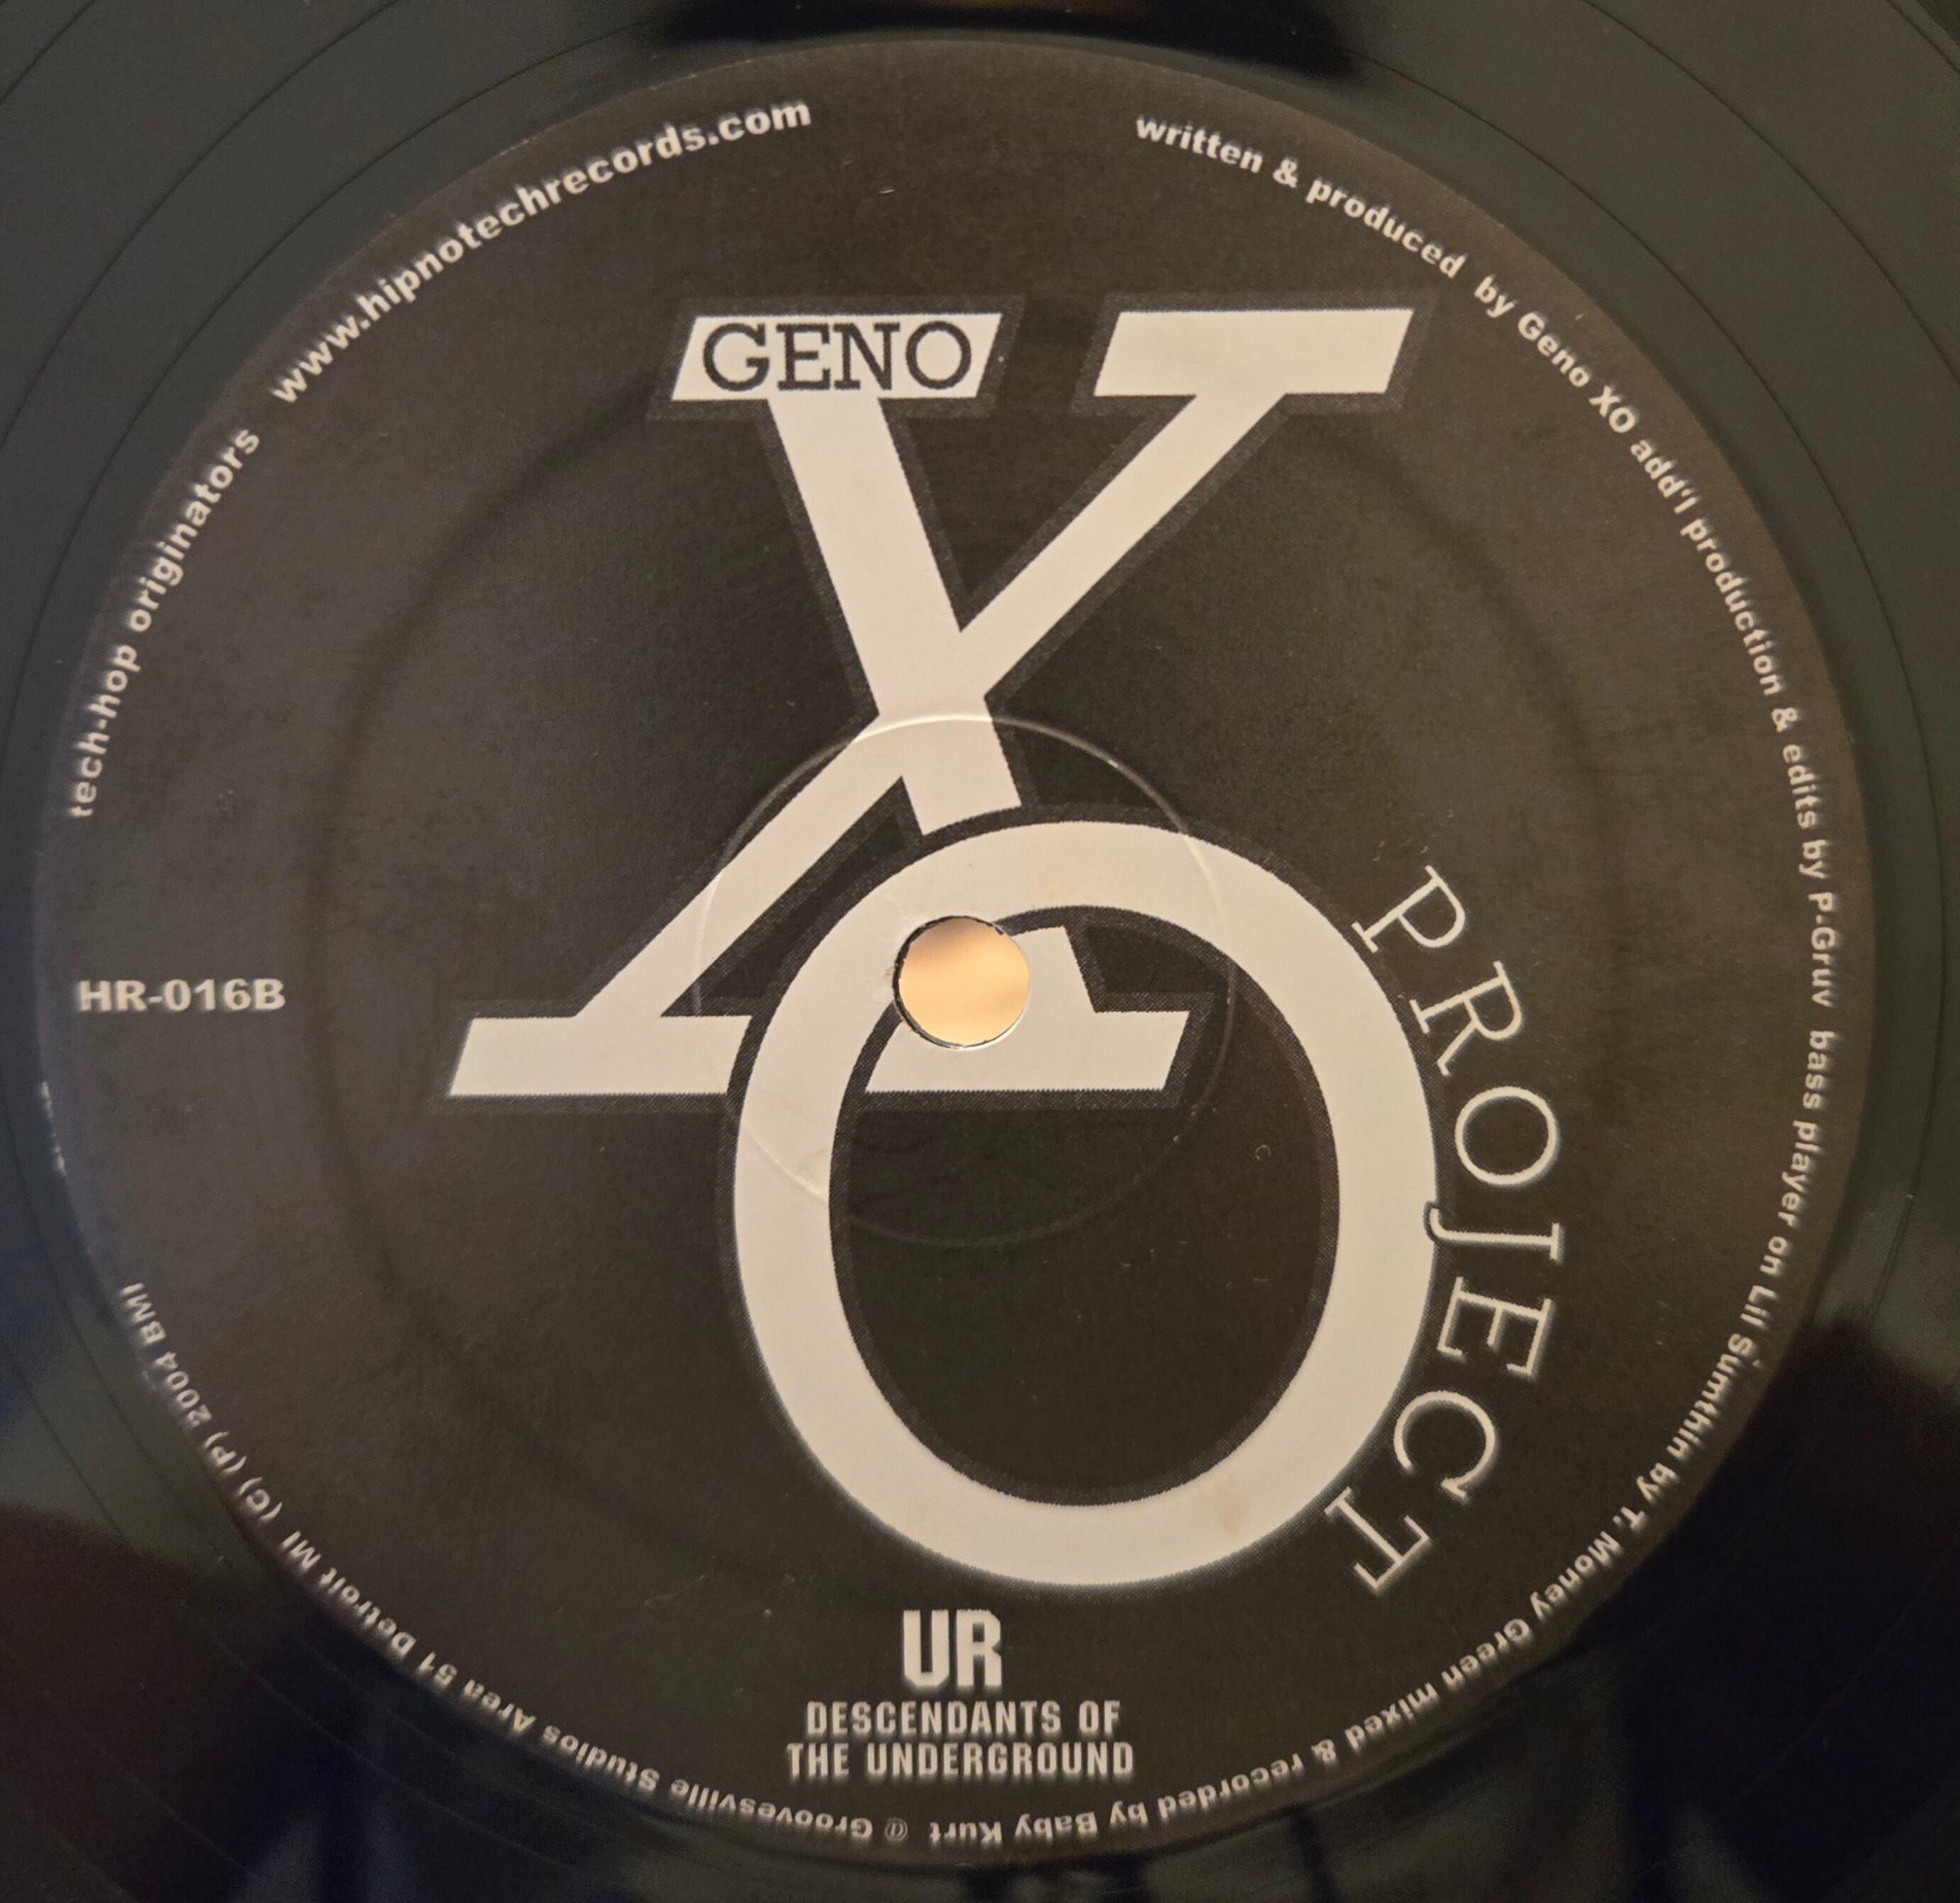 tech-hop originators www.hipnotechrecords.com
written & produced by Geno XO add'l production & edits by P-Gruv bass player on Lil Sumthin by T. Money Green mixed & recorded by Baby Kurt @ Groovesville Studios Area 51 Detroit MI (C) (P) 2004 BMI
GENO
XO
PROJECT
HR-016B
UR
DESCENDANTS OF
THE UNDERGROUND